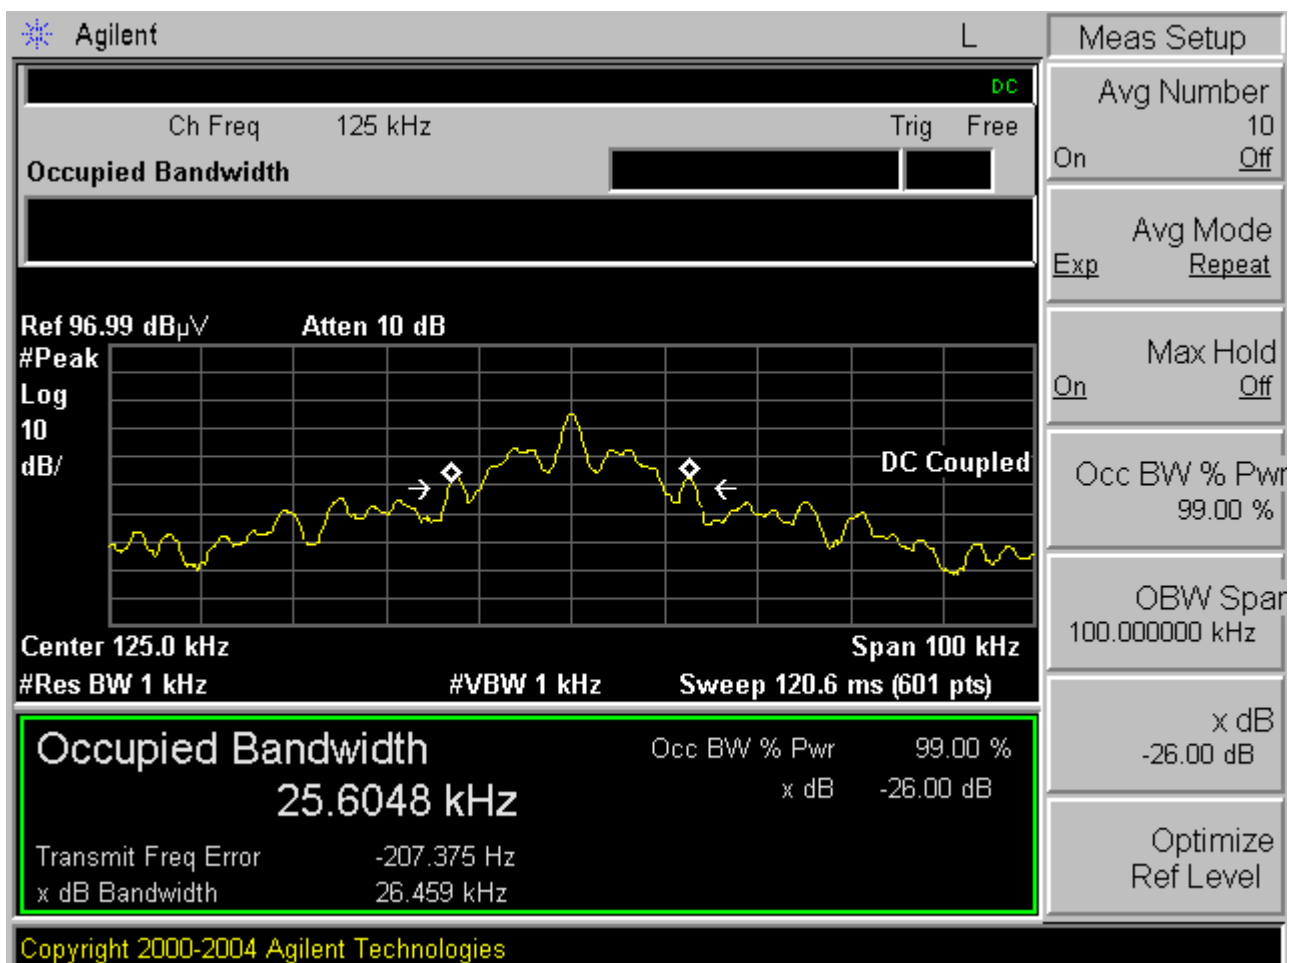 Agilent L
DC
Ch Freq 125 kHz Trig Free
Occupied Bandwidth
Ref 96.99 dBµV Atten 10 dB
#Peak
Log
10
dB/
DC Coupled
Center 125.0 kHz Span 100 kHz
#Res BW 1 kHz #VBW 1 kHz Sweep 120.6 ms (601 pts)
Occupied Bandwidth
25.6048 kHz
Occ BW % Pwr 99.00 %
x dB -26.00 dB
Transmit Freq Error -207.375 Hz
x dB Bandwidth 26.459 kHz
Copyright 2000-2004 Agilent Technologies
Meas Setup
Avg Number
10
On Off
Avg Mode
Exp Repeat
Max Hold
On Off
Occ BW % Pwr
99.00 %
OBW Span
100.000000 kHz
x dB
-26.00 dB
Optimize
Ref Level